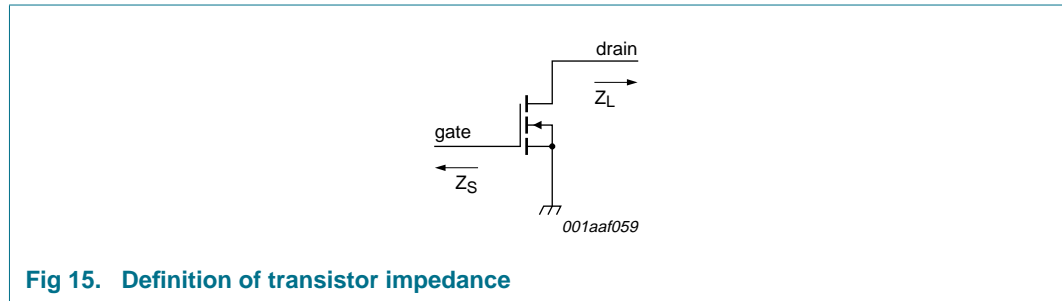 drain
Z_L
gate
Z_S
001aaf059
Fig 15. Definition of transistor impedance